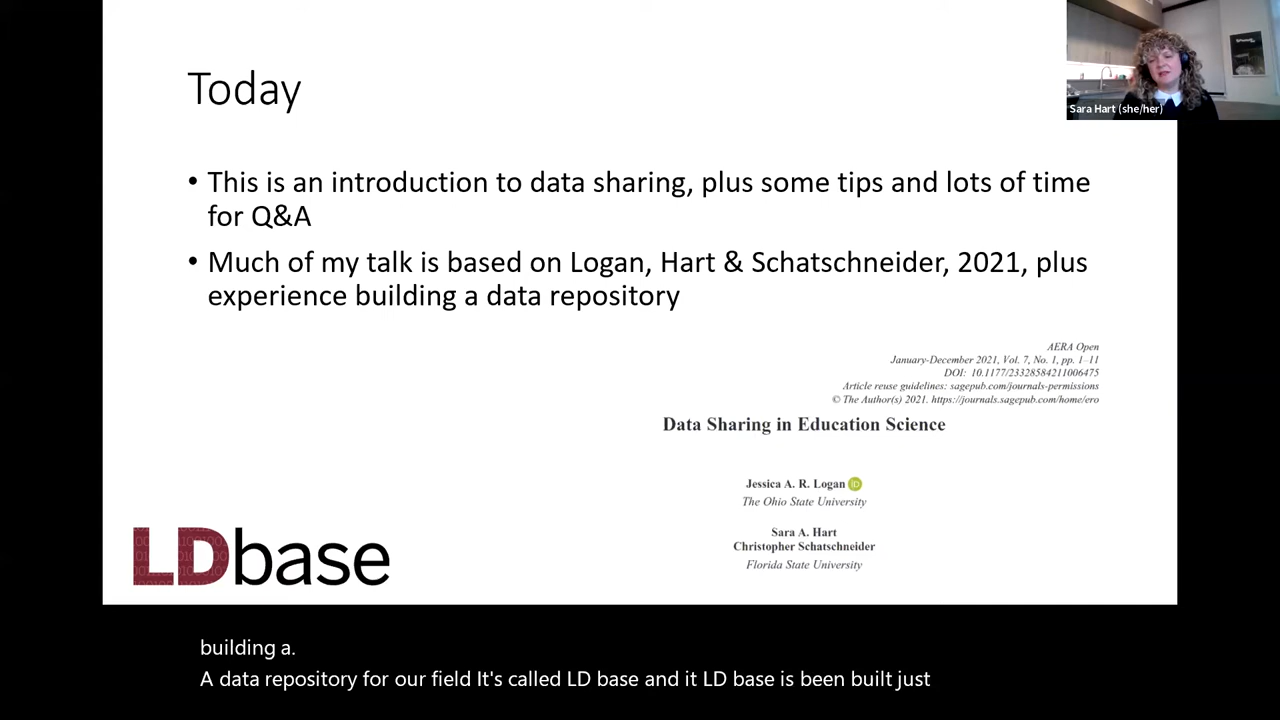 Today
Sara Hart (she/her)
• This is an introduction to data sharing, plus some tips and lots of time
for Q&A
• Much of my talk is based on Logan, Hart & Schatschneider, 2021, plus
experience building a data repository
AERA Open
January-December 2021, Vol. 7, No. 1, pp. 1–11
DOI: 10.1177/23328584211006475
Article reuse guidelines: sagepub.com/journals-permissions
© The Author(s) 2021. https://journals.sagepub.com/home/ero
Data Sharing in Education Science
Jessica A. R. Logan iD
The Ohio State University
Sara A. Hart
Christopher Schatschneider
Florida State University
LDbase
building a.
A data repository for our field It's called LD base and it LD base is been built just